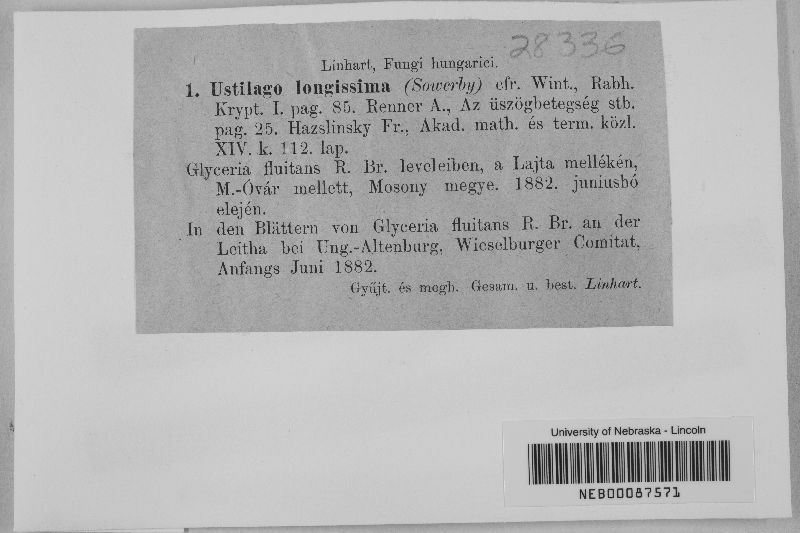 28336
Linhart, Fungi hungarici.
1. Ustilago longissima (Sowerby) cfr. Wint., Rabh.
Krypt. I. pag. 85. Renner A., Az üszögbetegség stb.
pag. 25. Hazslinsky Fr., Akad. math. és term. közl.
XIV. k. 112. lap.
Glyceria fluitans R. Br. leveleiben, a Lajta mellékén,
M.-Óvár mellett, Mosony megye. 1882. juniushó
elején.
In den Blättern von Glyceria fluitans R. Br. an der
Leitha bei Ung.-Altenburg, Wieselburger Comitat,
Anfangs Juni 1882.
Gyűjt. és megh. Gesam. u. best. Linhart.
University of Nebraska - Lincoln
NEB00087571